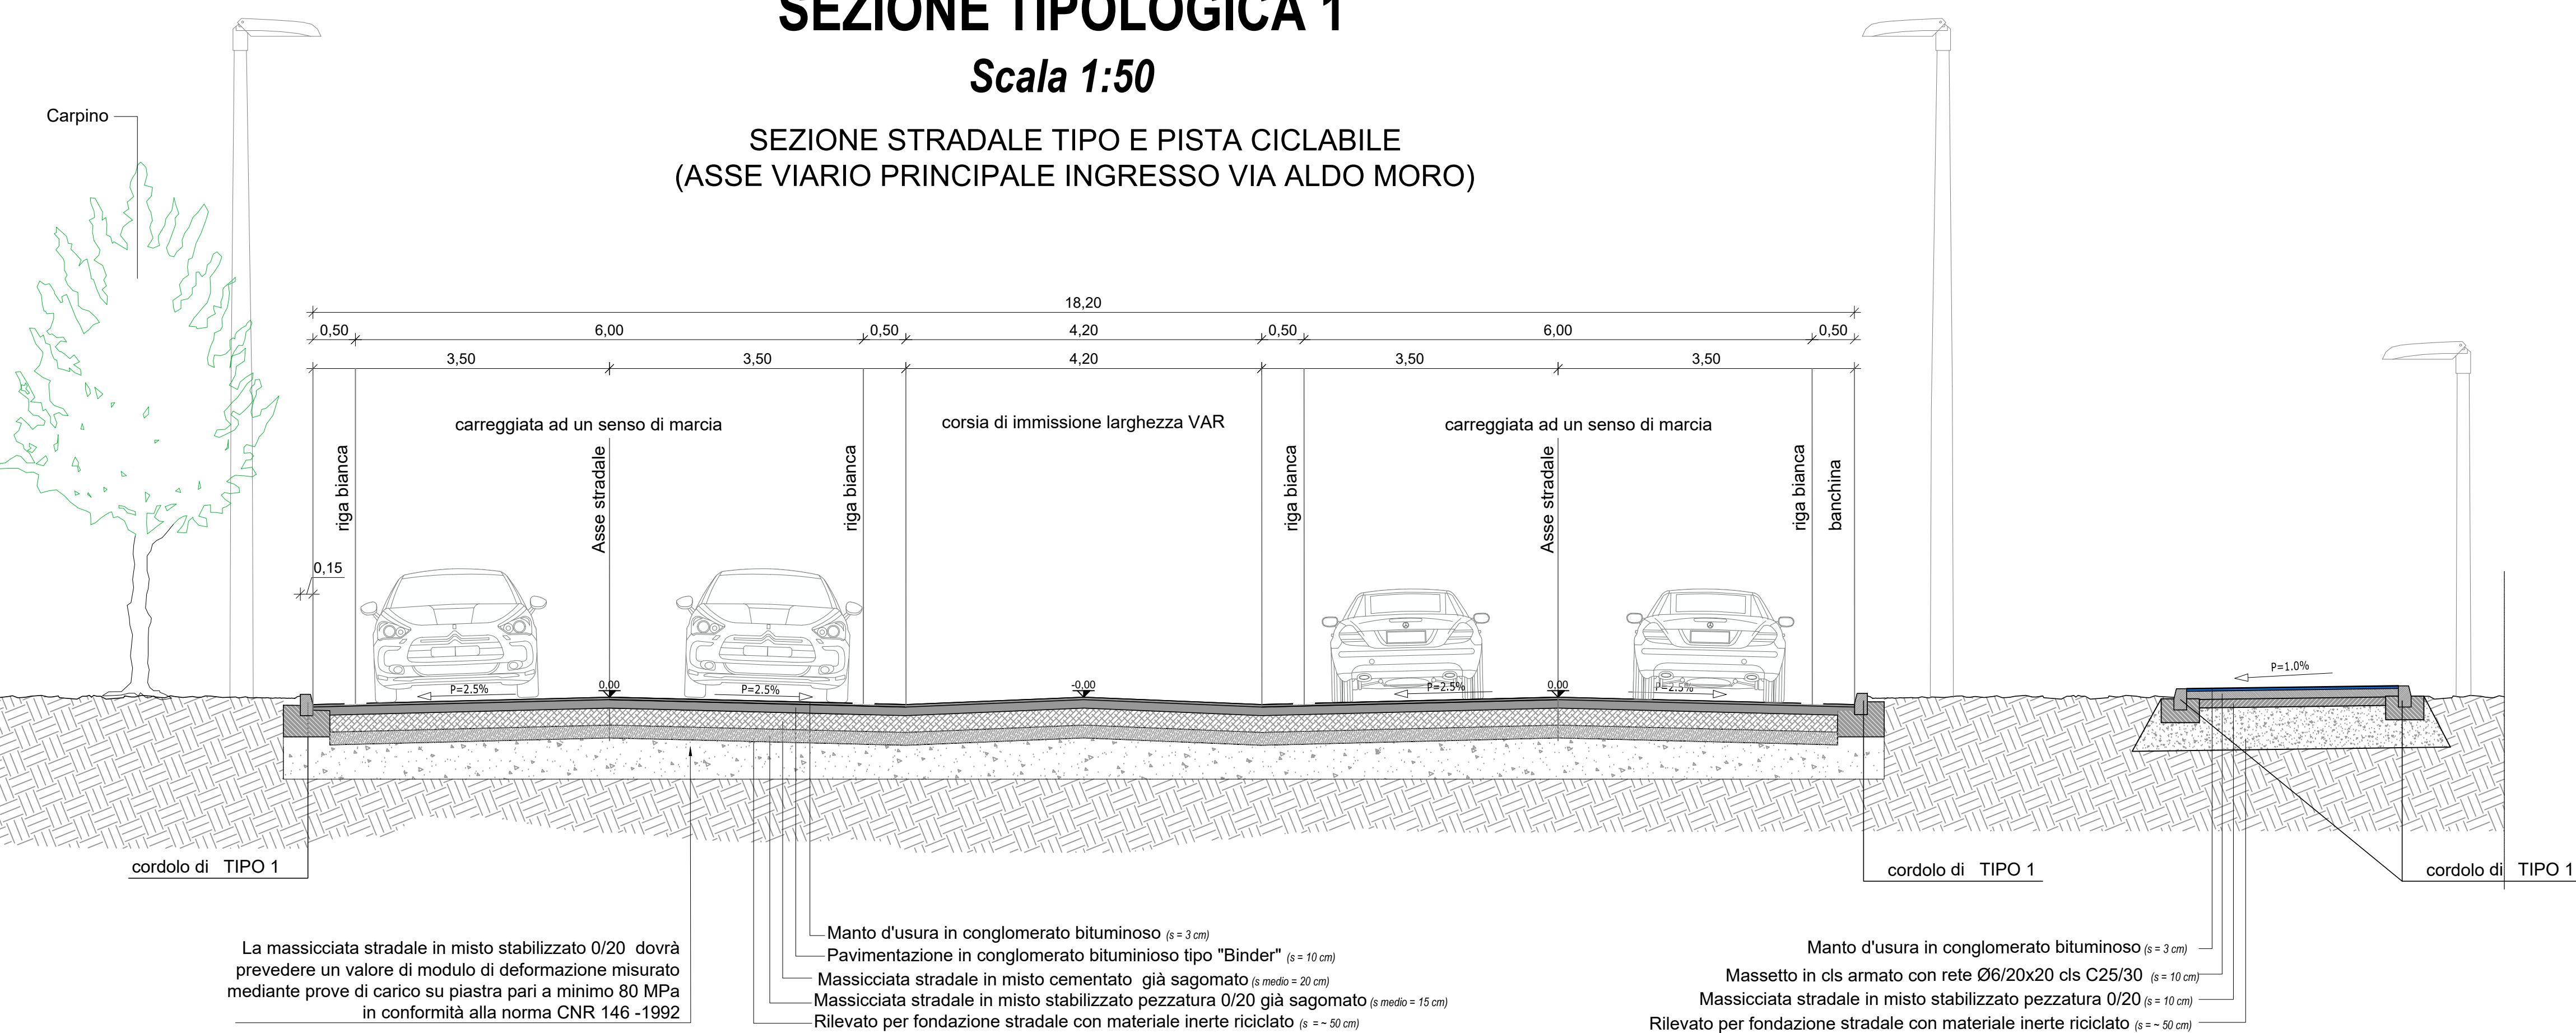 SEZIONE TIPOLOGICA 1
Scala 1:50
SEZIONE STRADALE TIPO E PISTA CICLABILE
(ASSE VIARIO PRINCIPALE INGRESSO VIA ALDO MORO)
Carpino
18,20
0,50 6,00 0,50 4,20 0,50 6,00 0,50
3,50 3,50 4,20 3,50 3,50
carreggiata ad un senso di marcia
corsia di immissione larghezza VAR
carreggiata ad un senso di marcia
riga bianca
Asse stradale
riga bianca
riga bianca
Asse stradale
riga bianca
banchina
0,15
P=2.5%
0,00
P=2.5%
-0,00
P=2.5%
0,00
P=2.5%
P=1.0%
cordolo di TIPO 1
cordolo di TIPO 1
cordolo di TIPO 1
La massicciata stradale in misto stabilizzato 0/20 dovrà
prevedere un valore di modulo di deformazione misurato
mediante prove di carico su piastra pari a minimo 80 MPa
in conformità alla norma CNR 146 -1992
Manto d'usura in conglomerato bituminoso (s = 3 cm)
Pavimentazione in conglomerato bituminioso tipo "Binder" (s = 10 cm)
Massicciata stradale in misto cementato già sagomato (s medio = 20 cm)
Massicciata stradale in misto stabilizzato pezzatura 0/20 già sagomato (s medio = 15 cm)
Rilevato per fondazione stradale con materiale inerte riciclato (s = ~ 50 cm)
Manto d'usura in conglomerato bituminoso (s = 3 cm)
Massetto in cls armato con rete Ø6/20x20 cls C25/30 (s = 10 cm)
Massicciata stradale in misto stabilizzato pezzatura 0/20 (s = 10 cm)
Rilevato per fondazione stradale con materiale inerte riciclato (s = ~ 50 cm)